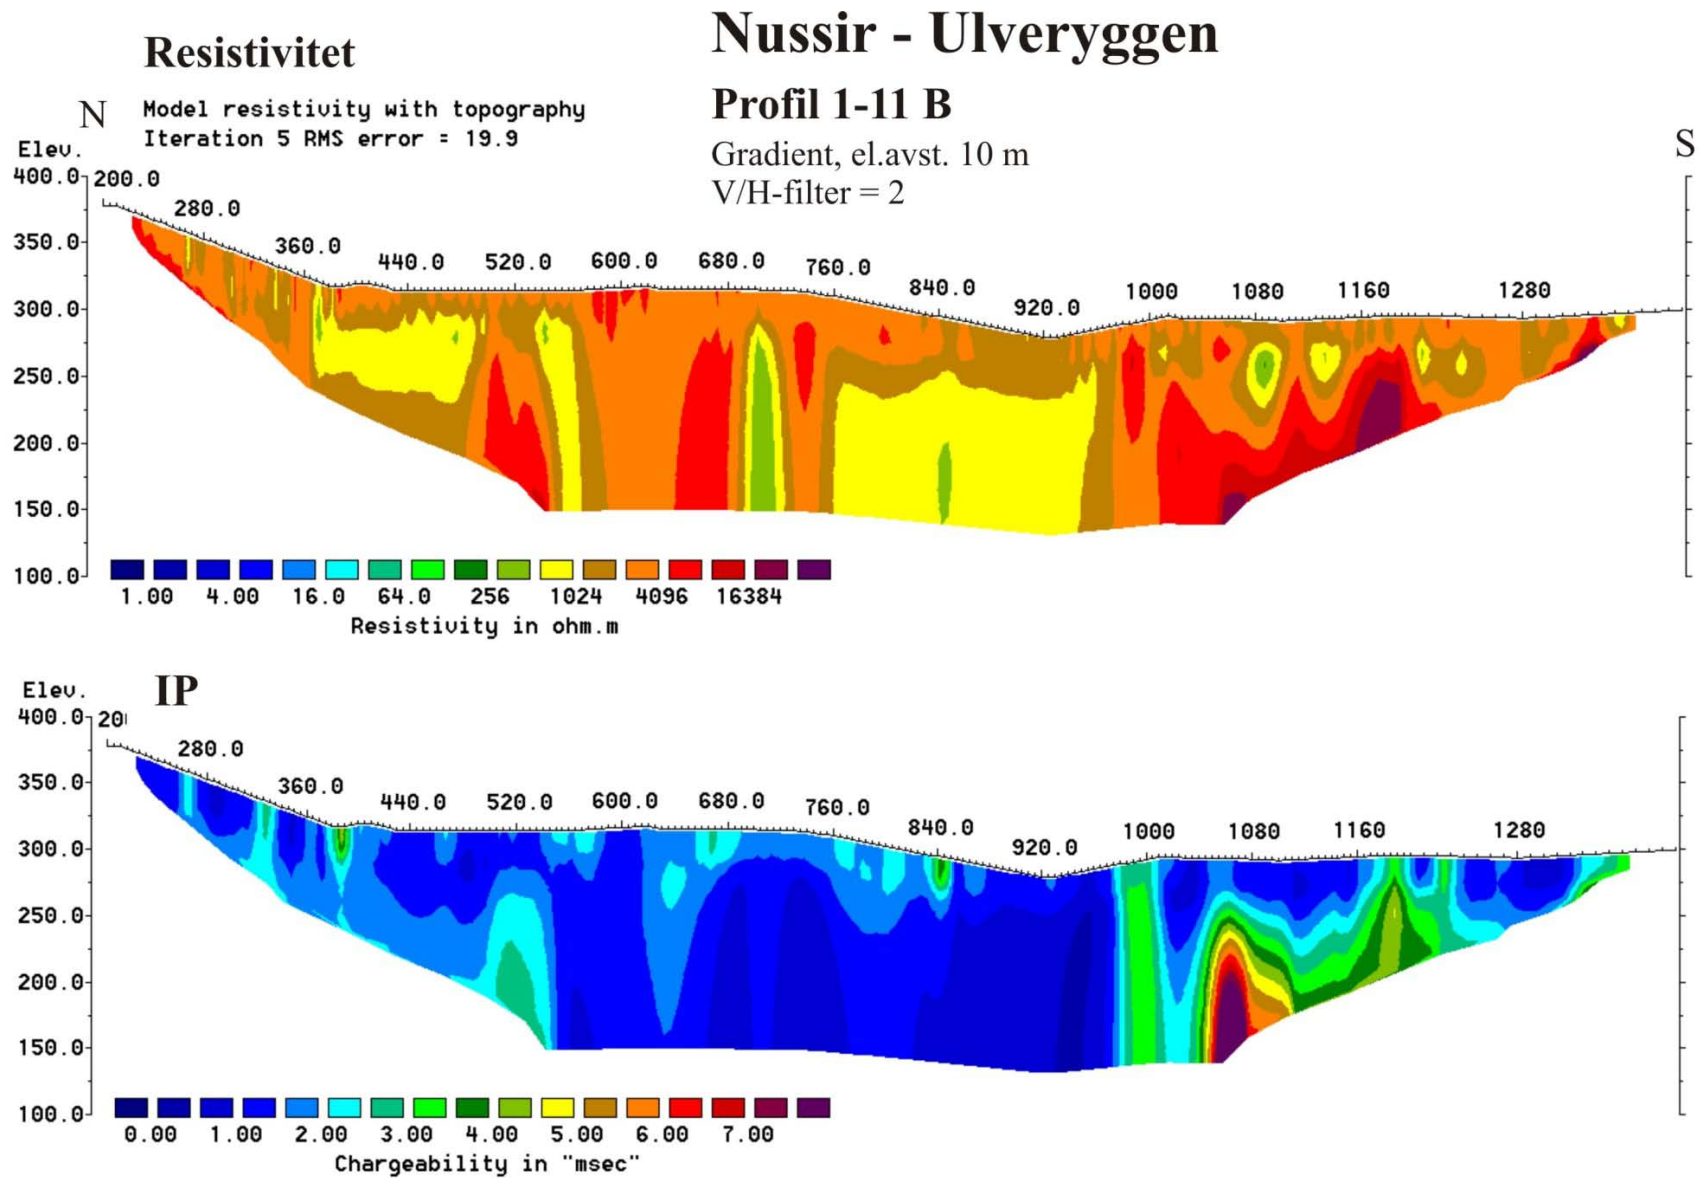 Nussir - Ulveryggen
Resistivitet
Profil 1-11 B
N
Model resistivity with topography
Iteration 5 RMS error = 19.9
Gradient, el.avst. 10 m
V/H-filter = 2
S
Elev.
400.0 200.0
280.0
350.0 360.0 440.0 520.0 600.0 680.0 760.0
840.0 920.0 1000 1080 1160 1280
300.0
250.0
200.0
150.0
100.0
1.00 4.00 16.0 64.0 256 1024 4096 16384
Resistivity in ohm.m
IP
Elev.
400.0 20
280.0
350.0 360.0 440.0 520.0 600.0 680.0 760.0
840.0 920.0 1000 1080 1160 1280
300.0
250.0
200.0
150.0
100.0
0.00 1.00 2.00 3.00 4.00 5.00 6.00 7.00
Chargeability in "msec"